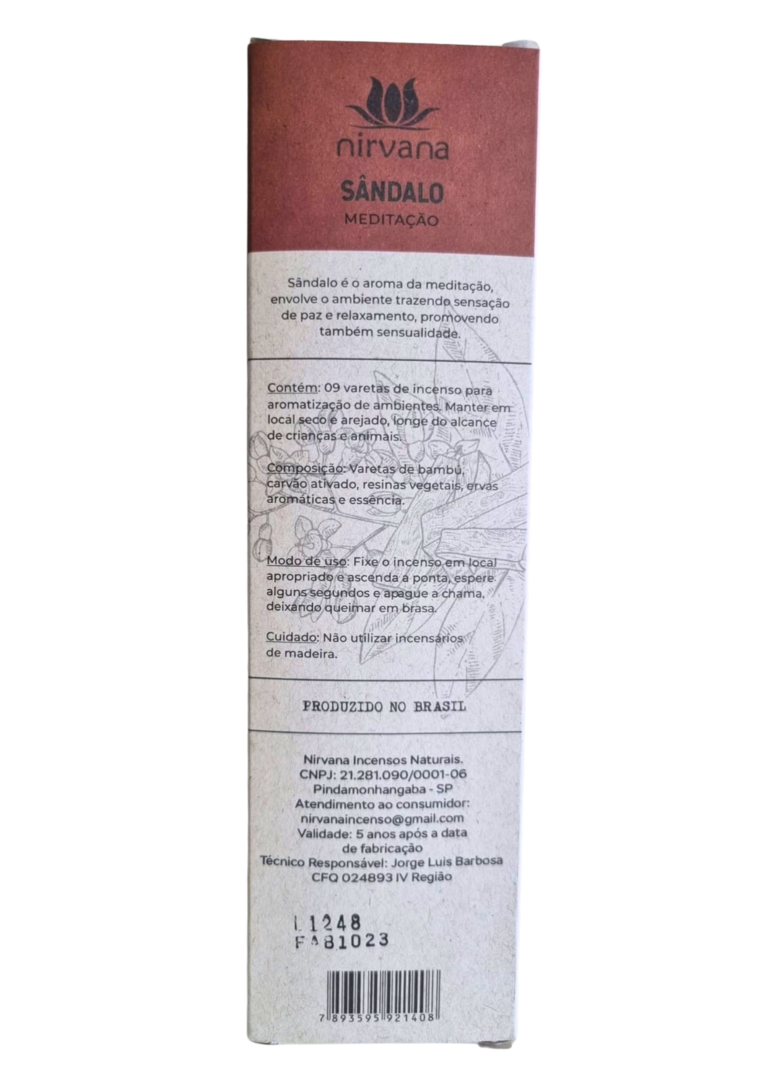 nirvana
SÂNDALO
MEDITAÇÃO
Sândalo é o aroma da meditação,
envolve o ambiente trazendo sensação
de paz e relaxamento, promovendo
também sensualidade.
Contém: 09 varetas de incenso para
aromatização de ambientes. Manter em
local seco e arejado, longe do alcance
de crianças e animais.
Composição: Varetas de bambú,
carvão ativado, resinas vegetais, ervas
aromáticas e essência.
Modo de uso: Fixe o incenso em local
apropriado e ascenda a ponta, espere
alguns segundos e apague a chama,
deixando queimar em brasa.
Cuidado: Não utilizar incensários
de madeira.
PRODUZIDO NO BRASIL
Nirvana Incensos Naturais.
CNPJ: 21.281.090/0001-06
Pindamonhangaba - SP
Atendimento ao consumidor:
nirvanaincenso@gmail.com
Validade: 5 anos após a data
de fabricação
Técnico Responsável: Jorge Luis Barbosa
CFQ 024893 IV Região
L1248
FAB1023
7893595921408